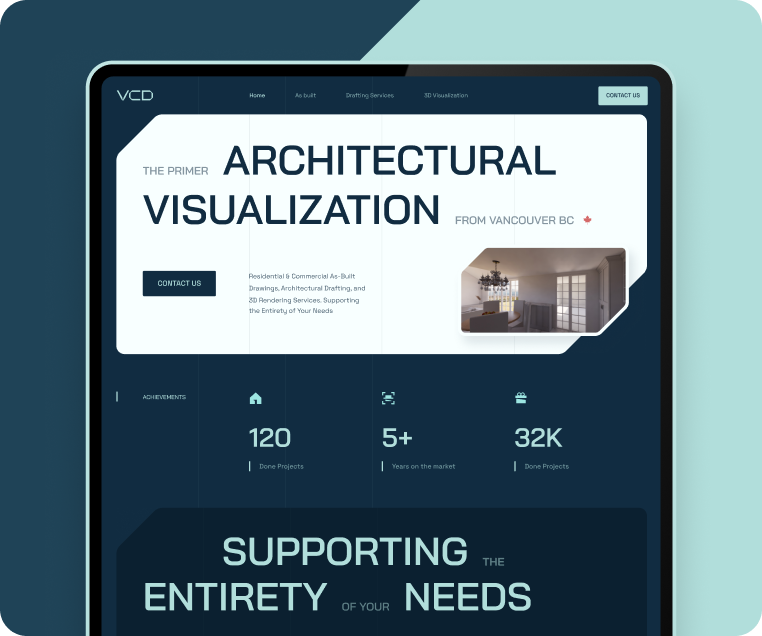 VCD
Home As built Drafting Services 3D Visualization CONTACT US
THE PRIMER ARCHITECTURAL
VISUALIZATION FROM VANCOUVER BC
CONTACT US
Residential & Commercial As-Built
Drawings, Architectural Drafting, and
3D Rendering Services. Supporting
the Entirety of Your Needs
ACHIEVEMENTS
120 5+ 32K
Done Projects Years on the market Done Projects
SUPPORTING THE
ENTIRETY OF YOUR NEEDS